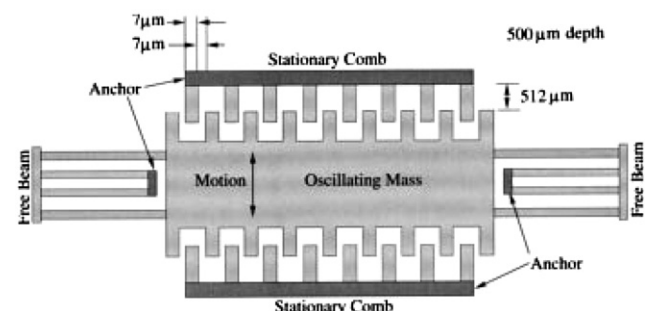 7μm
7μm
500μm depth
Stationary Comb
Anchor
512μm
Free Beam
Motion
Oscillating Mass
Free Beam
Anchor
Stationary Comb